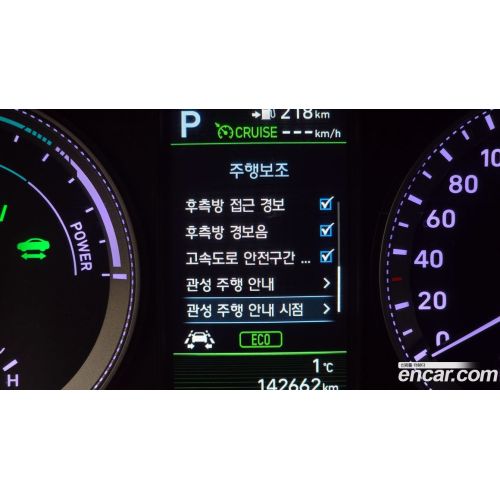 218km
P
CRUISE ---km/h
주행보조
후측방 접근 경보
후측방 경보음
고속도로 안전구간 ...
관성 주행 안내
관성 주행 안내 시점
ECO
1℃
142662km
POWER
H
80
60
40
20
0
encar.com